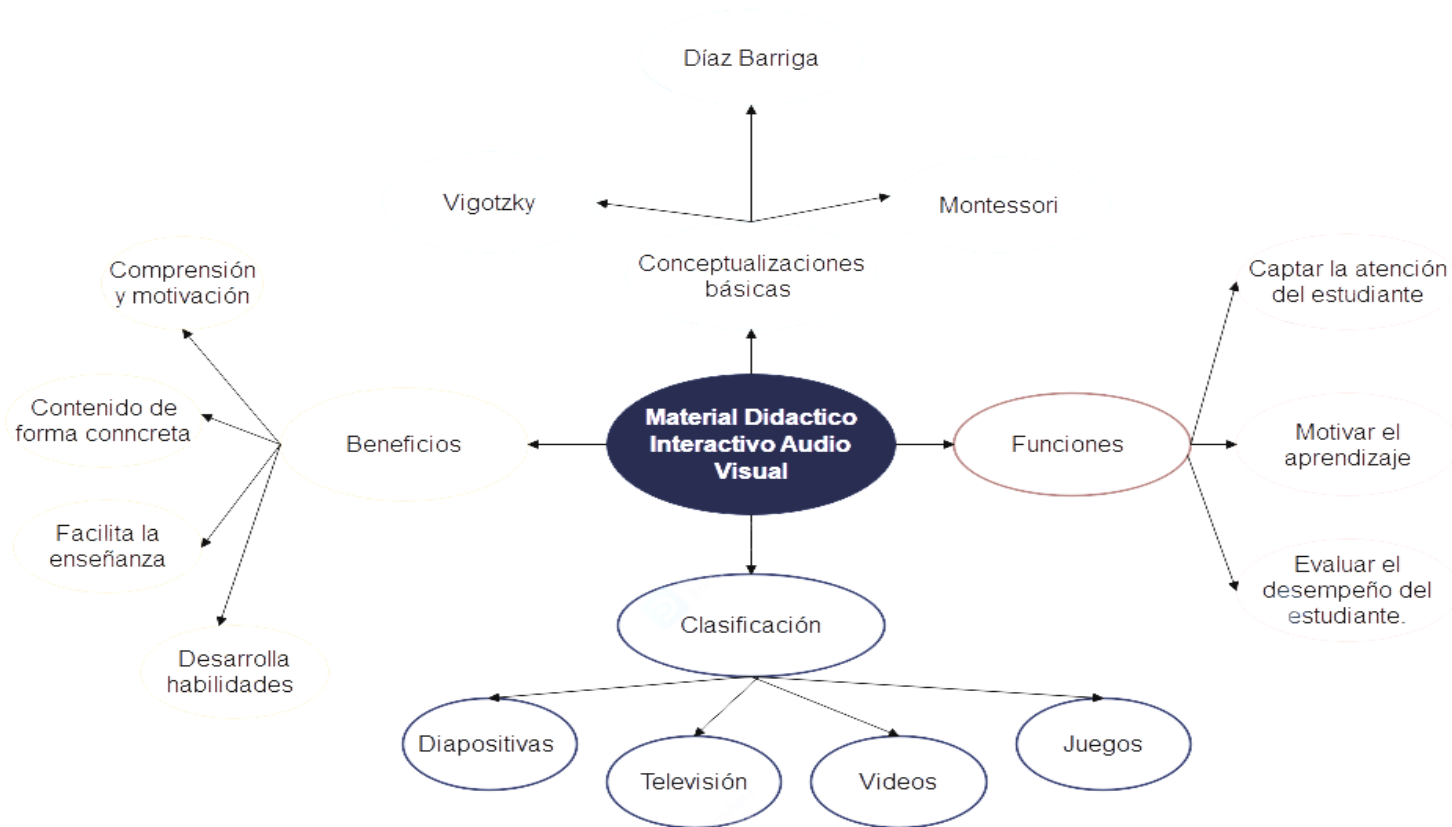 Díaz Barriga
Vigotzky
Montessori
Conceptualizaciones
básicas
Comprensión
y motivación
Captar la atención
del estudiante
Contenido de
forma conncreta
Beneficios
Material Didactico
Interactivo Audio
Visual
Funciones
Motivar el
aprendizaje
Facilita la
enseñanza
Evaluar el
desempeño del
estudiante.
Clasificación
Desarrolla
habilidades
Diapositivas
Televisión
Videos
Juegos